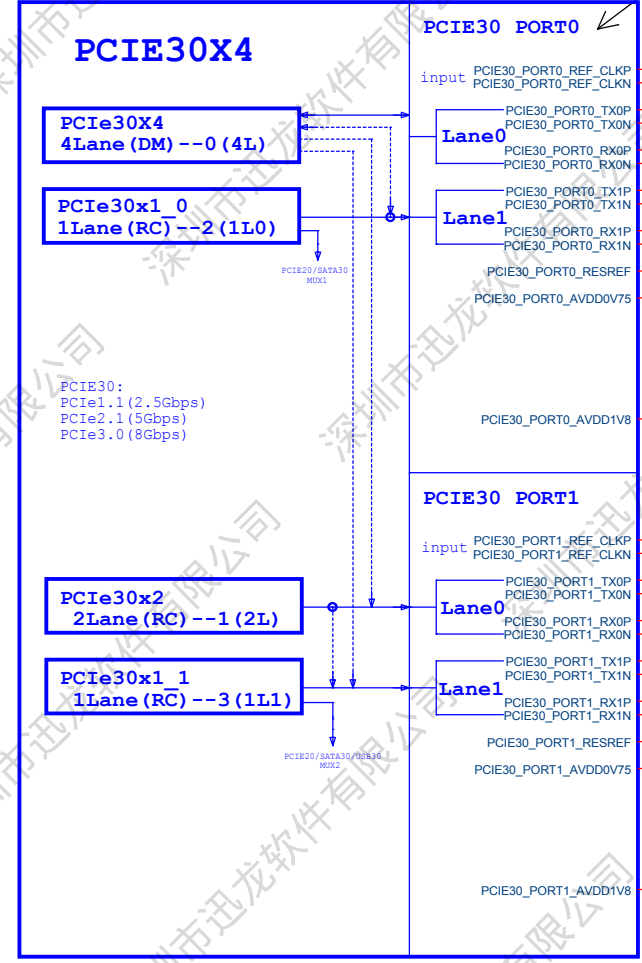 PCIE30X4
PCIe30X4
4Lane(DM)--0(4L)
PCIe30x1_0
1Lane(RC)--2(1L0)
PCIE20/SATA30
MUX1
PCIE30:
PCIe1.1(2.5Gbps)
PCIe2.1(5Gbps)
PCIe3.0(8Gbps)
PCIe30x2
2Lane(RC)--1(2L)
PCIe30x1_1
1Lane(RC)--3(1L1)
PCIE20/SATA30/USB30
MUX2
PCIE30 PORT0
input
PCIE30_PORT0_REF_CLKP
PCIE30_PORT0_REF_CLKN
Lane0
PCIE30_PORT0_TX0P
PCIE30_PORT0_TX0N
PCIE30_PORT0_RX0P
PCIE30_PORT0_RX0N
Lane1
PCIE30_PORT0_TX1P
PCIE30_PORT0_TX1N
PCIE30_PORT0_RX1P
PCIE30_PORT0_RX1N
PCIE30_PORT0_RESREF
PCIE30_PORT0_AVDD0V75
PCIE30_PORT0_AVDD1V8
PCIE30 PORT1
input
PCIE30_PORT1_REF_CLKP
PCIE30_PORT1_REF_CLKN
Lane0
PCIE30_PORT1_TX0P
PCIE30_PORT1_TX0N
PCIE30_PORT1_RX0P
PCIE30_PORT1_RX0N
Lane1
PCIE30_PORT1_TX1P
PCIE30_PORT1_TX1N
PCIE30_PORT1_RX1P
PCIE30_PORT1_RX1N
PCIE30_PORT1_RESREF
PCIE30_PORT1_AVDD0V75
PCIE30_PORT1_AVDD1V8
深圳市迅龙软件有限公司